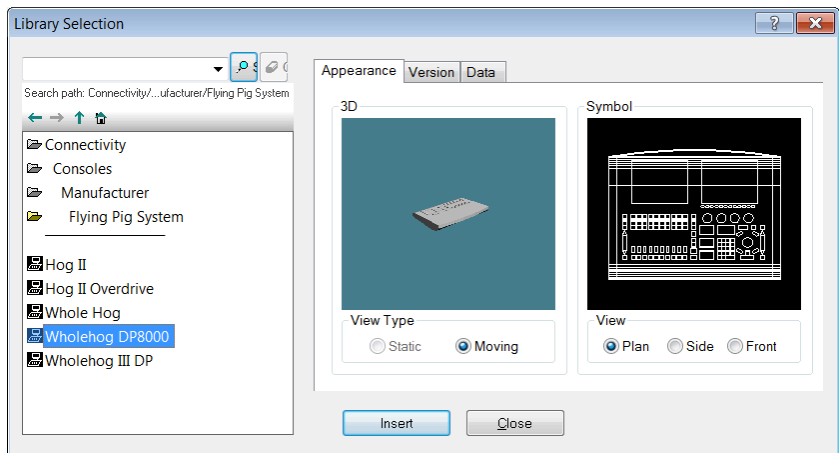 Library Selection
Search path: Connectivity/...ufacturer/Flying Pig System
Connectivity
Consoles
Manufacturer
Flying Pig System
Hog II
Hog II Overdrive
Whole Hog
Wholehog DP8000
Wholehog III DP
Appearance Version Data
3D
Symbol
View Type
Static Moving
View
Plan Side Front
Insert Close